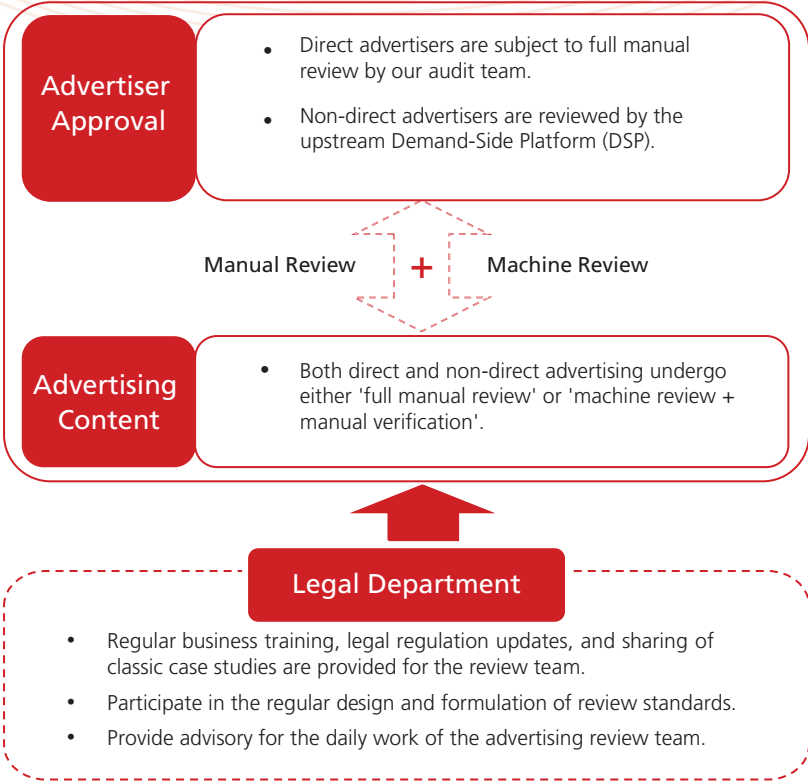 Advertiser
Approval
• Direct advertisers are subject to full manual
review by our audit team.
• Non-direct advertisers are reviewed by the
upstream Demand-Side Platform (DSP).
Manual Review + Machine Review
Advertising
Content
• Both direct and non-direct advertising undergo
either 'full manual review' or 'machine review +
manual verification'.
Legal Department
• Regular business training, legal regulation updates, and sharing of
classic case studies are provided for the review team.
• Participate in the regular design and formulation of review standards.
• Provide advisory for the daily work of the advertising review team.